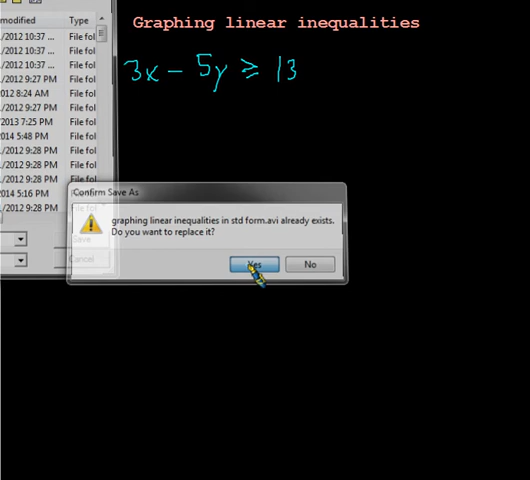 Graphing linear inequalities
3x - 5y ≥ 13
modified Type
/2012 10:37 ... File fol
/2012 10:37 ... File fol
/2012 10:37 ... File fol
/2012 9:27 PM File fol
2012 8:24 AM File fol
/2012 9:27 PM File fol
2013 7:25 PM File fol
2014 5:48 PM File fol
/2012 9:28 PM File fol
/2012 9:28 PM File fol
/2012 9:28 PM File fol
2014 5:16 PM File fol
/2012 9:28 PM File fol
Confirm Save As
graphing linear inequalities in std form.avi already exists.
Do you want to replace it?
Save
Cancel
Yes No